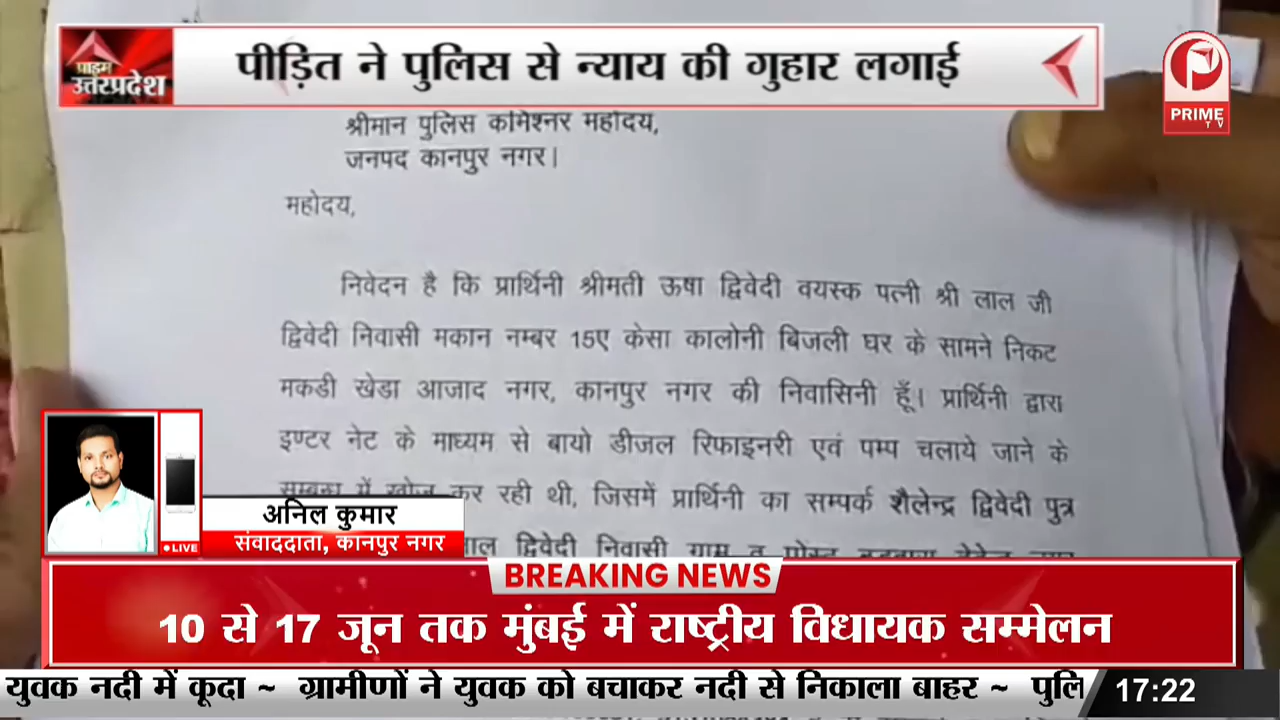 प्राइम
उत्तरप्रदेश
पीड़ित ने पुलिस से न्याय की गुहार लगाई
PRIME
TV
श्रीमान पुलिस कमिश्नर महोदय,
जनपद कानपुर नगर।
महोदय,
निवेदन है कि प्रार्थिनी श्रीमती ऊषा द्विवेदी वयस्क पत्नी श्री लाल जी
द्विवेदी निवासी मकान नम्बर 15ए केसा कालोनी बिजली घर के सामने निकट
मकडी खेडा आजाद नगर, कानपुर नगर की निवासिनी हूँ। प्रार्थिनी द्वारा
इण्टर नेट के माध्यम से बायो डीजल रिफाइनरी एवं पम्प चलाये जाने के
सम्बन्ध में खोज कर रही थी, जिसमें प्रार्थिनी का सम्पर्क शैलेन्द्र द्विवेदी पुत्र
लाल द्विवेदी निवासी ग्राम व पोस्ट
अनिल कुमार
संवाददाता, कानपुर नगर
LIVE
BREAKING NEWS
10 से 17 जून तक मुंबई में राष्ट्रीय विधायक सम्मेलन
युवक नदी में कूदा ~ ग्रामीणों ने युवक को बचाकर नदी से निकाला बाहर ~ पुलि
17:22